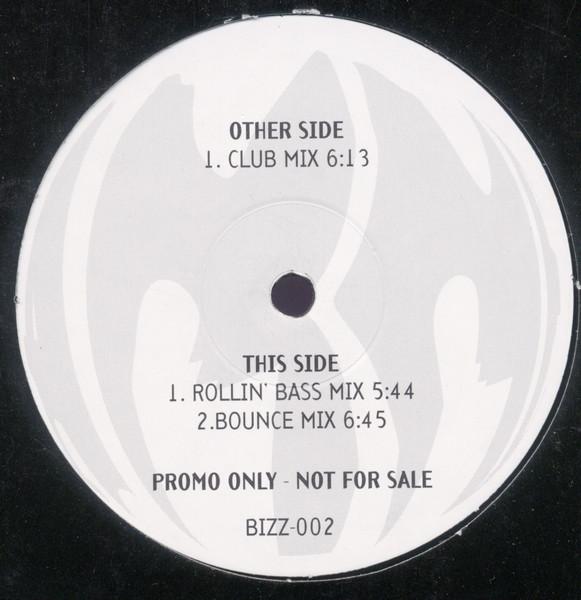 OTHER SIDE
1. CLUB MIX 6:13
THIS SIDE
1. ROLLIN' BASS MIX 5:44
2.BOUNCE MIX 6:45
PROMO ONLY - NOT FOR SALE
BIZZ-002